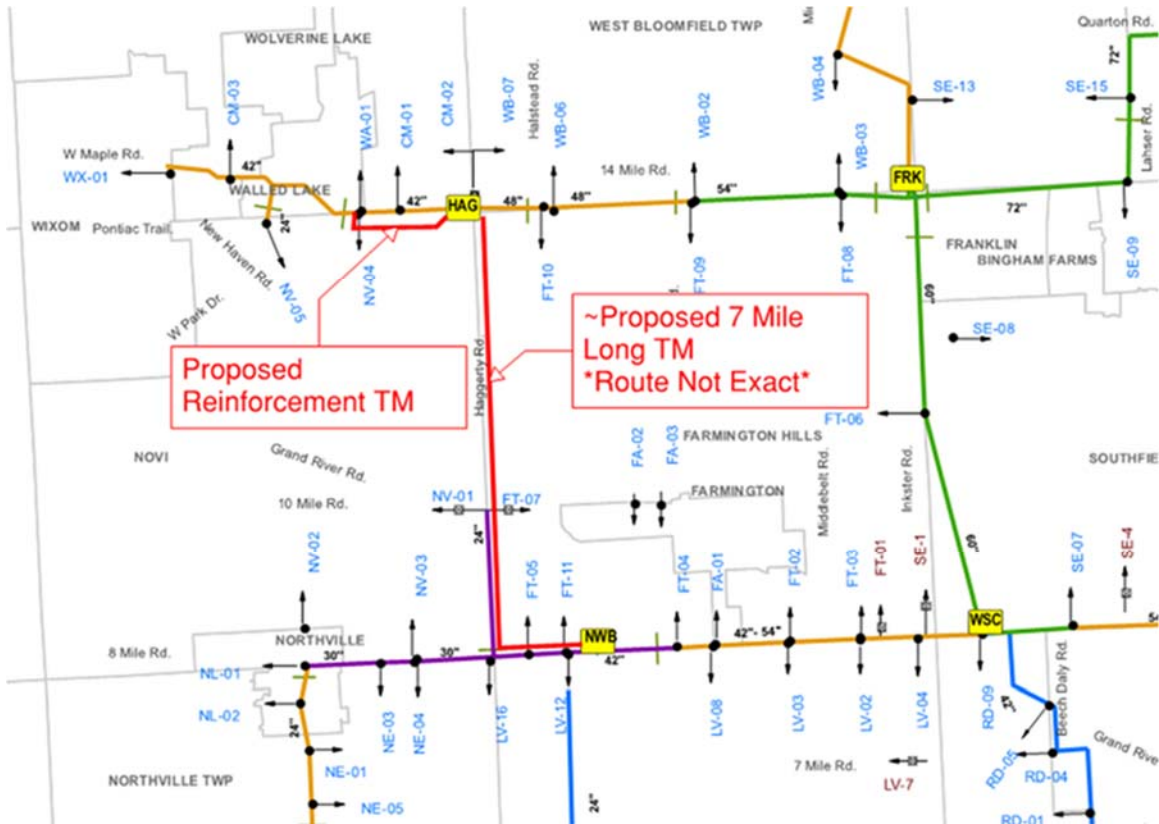 WOLVERINE LAKE
WEST BLOOMFIELD TWP
Quarton Rd.
72"
CM-03
WA-01
CM-01
CM-02
WB-07
Halstead Rd.
WB-06
WB-02
WB-04
WB-03
SE-13
SE-15
Lahser Rd.
W Maple Rd.
WX-01
42"
WALLED LAKE
14 Mile Rd.
FRK
42"
HAG
48"
48"
54"
72"
WIXOM
Pontiac Trail
24"
New Haven Rd.
NV-05
NV-04
FT-10
FT-09
FT-08
FRANKLIN
BINGHAM FARMS
SE-09
W Park Dr.
d.
60"
~Proposed 7 Mile
Long TM
*Route Not Exact*
SE-08
Proposed
Reinforcement TM
Haggerty Rd.
FT-06
NOVI
Grand River Rd.
FA-02
FA-03
FARMINGTON HILLS
SOUTHFIE
10 Mile Rd.
NV-01
FT-07
FARMINGTON
Middlebelt Rd.
Inkster Rd.
24"
60"
NV-02
NV-03
FT-05
FT-11
FT-04
FA-01
FT-02
FT-03
FT-01
SE-1
SE-07
SE-4
NORTHVILLE
8 Mile Rd.
30"
30"
NWB
42"
42"- 54"
WSC
NL-01
NL-02
24"
NE-03
NE-04
LV-16
LV-12
LV-08
LV-03
LV-02
LV-04
RD-09
42"
Beech Daly Rd.
NORTHVILLE TWP
NE-01
NE-05
24"
7 Mile Rd.
LV-7
RD-05
RD-04
Grand Rive
RD-01